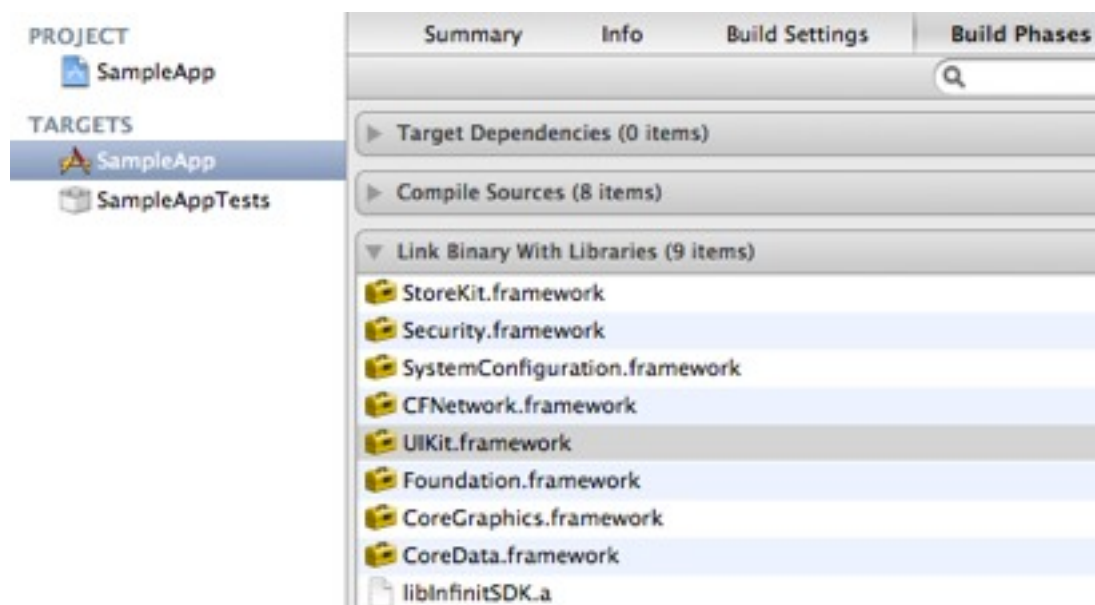 PROJECT
SampleApp
TARGETS
SampleApp
SampleAppTests
Summary Info Build Settings Build Phases
Target Dependencies (0 items)
Compile Sources (8 items)
Link Binary With Libraries (9 items)
StoreKit.framework
Security.framework
SystemConfiguration.framework
CFNetwork.framework
UIKit.framework
Foundation.framework
CoreGraphics.framework
CoreData.framework
libInfinitSDK.a